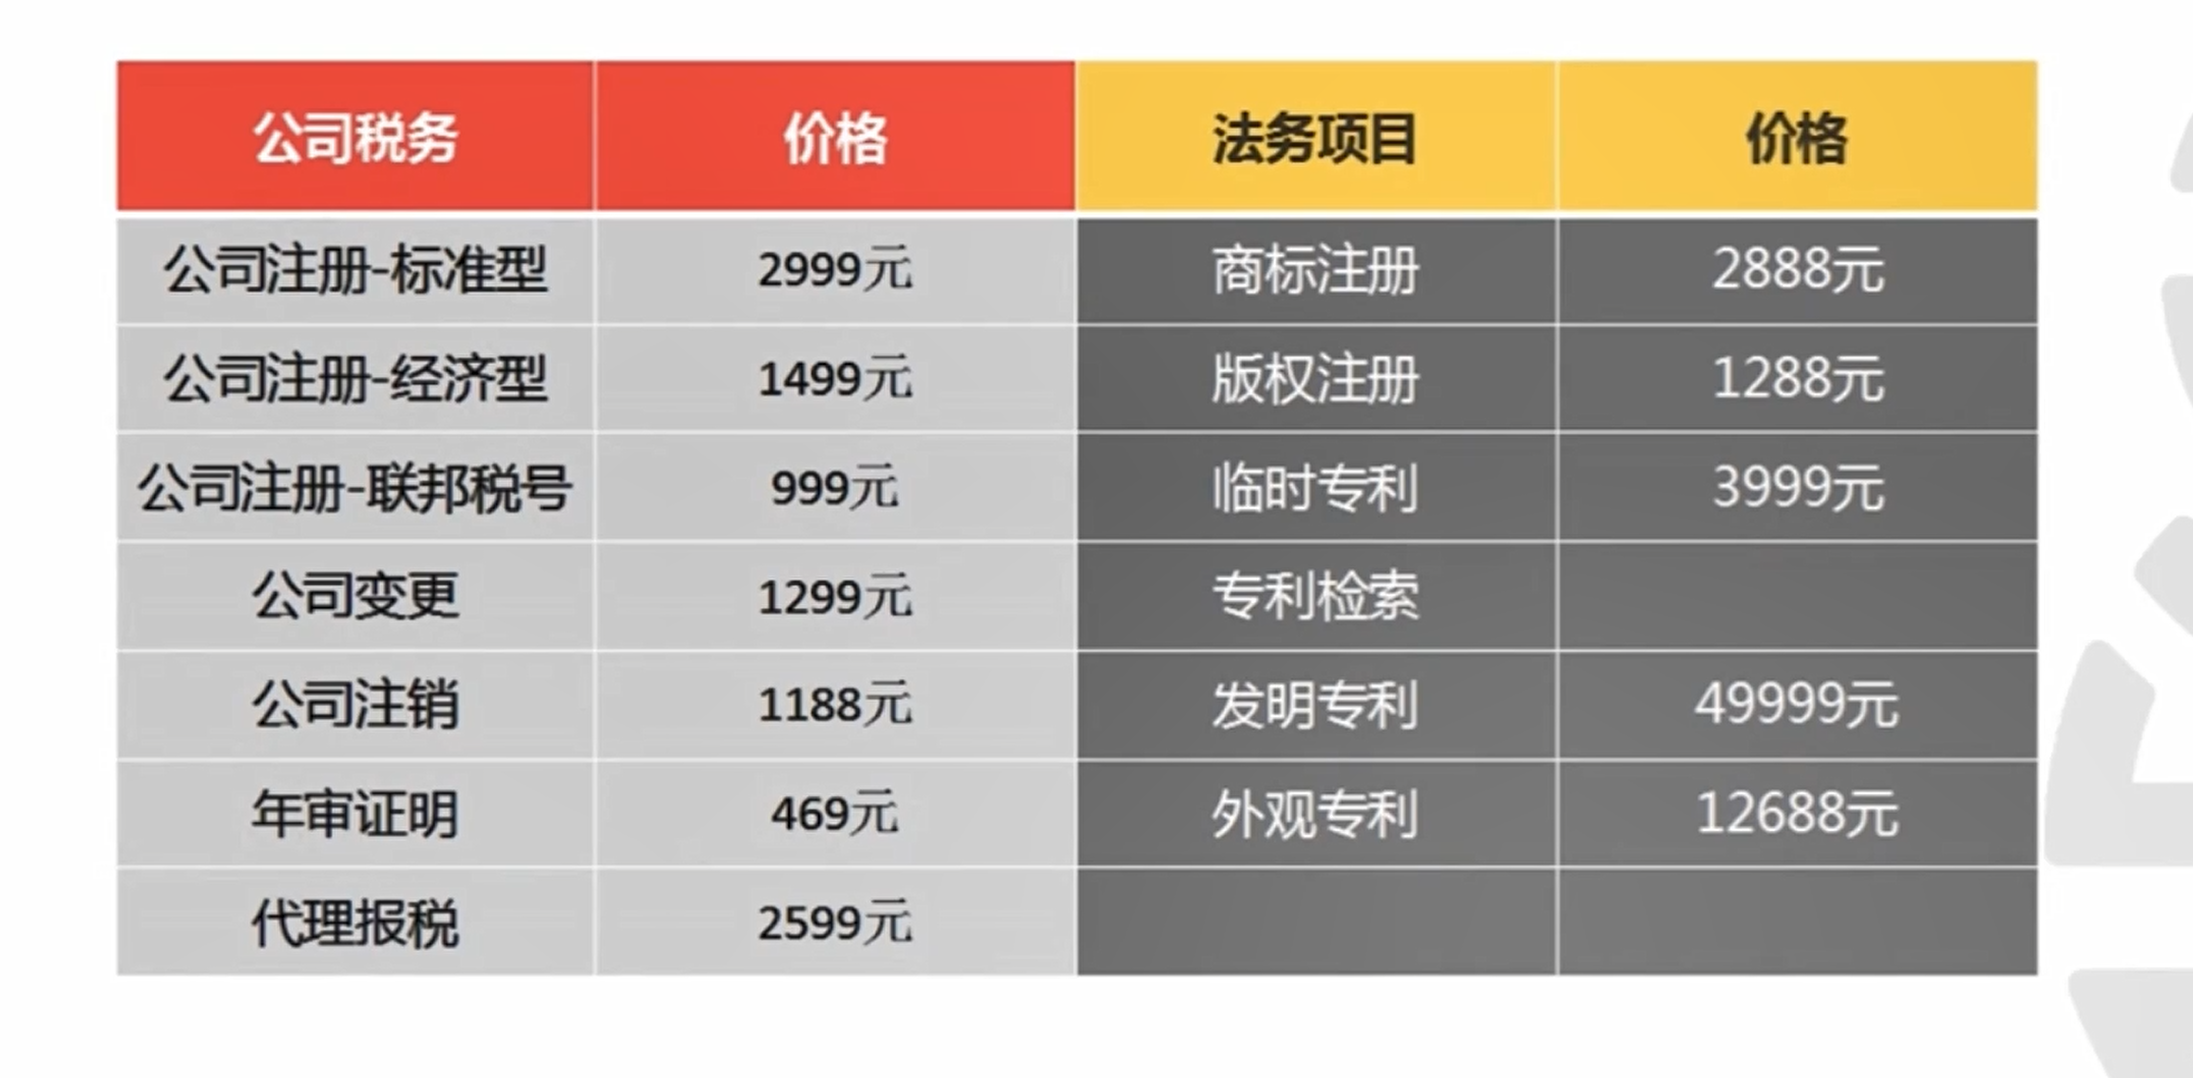 公司税务 价格 法务项目 价格
公司注册-标准型 2999元 商标注册 2888元
公司注册-经济型 1499元 版权注册 1288元
公司注册-联邦税号 999元 临时专利 3999元
公司变更 1299元 专利检索
公司注销 1188元 发明专利 49999元
年审证明 469元 外观专利 12688元
代理报税 2599元